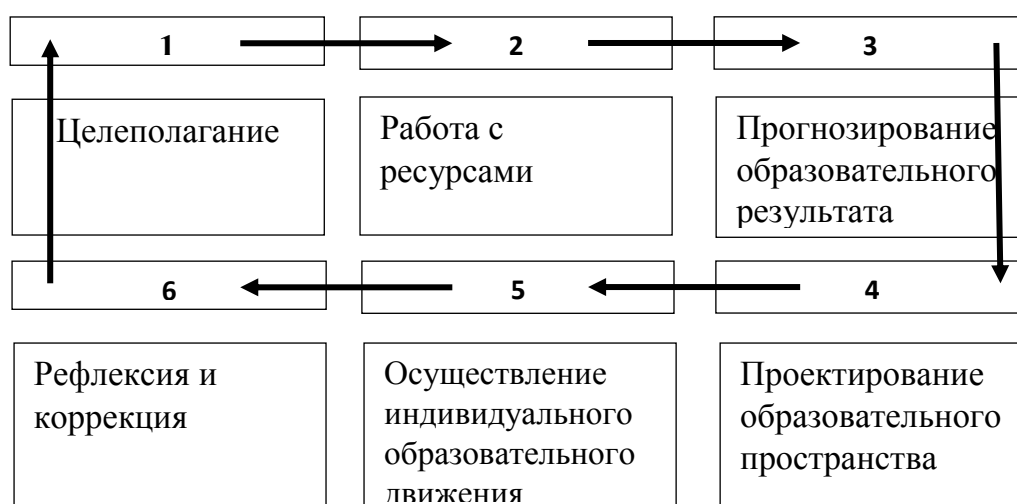 1
2
3
Целеполагание
Работа с
ресурсами
Прогнозирование
образовательного
результата
6
5
4
Рефлексия и
коррекция
Осуществление
индивидуального
образовательного
движения
Проектирование
образовательного
пространства